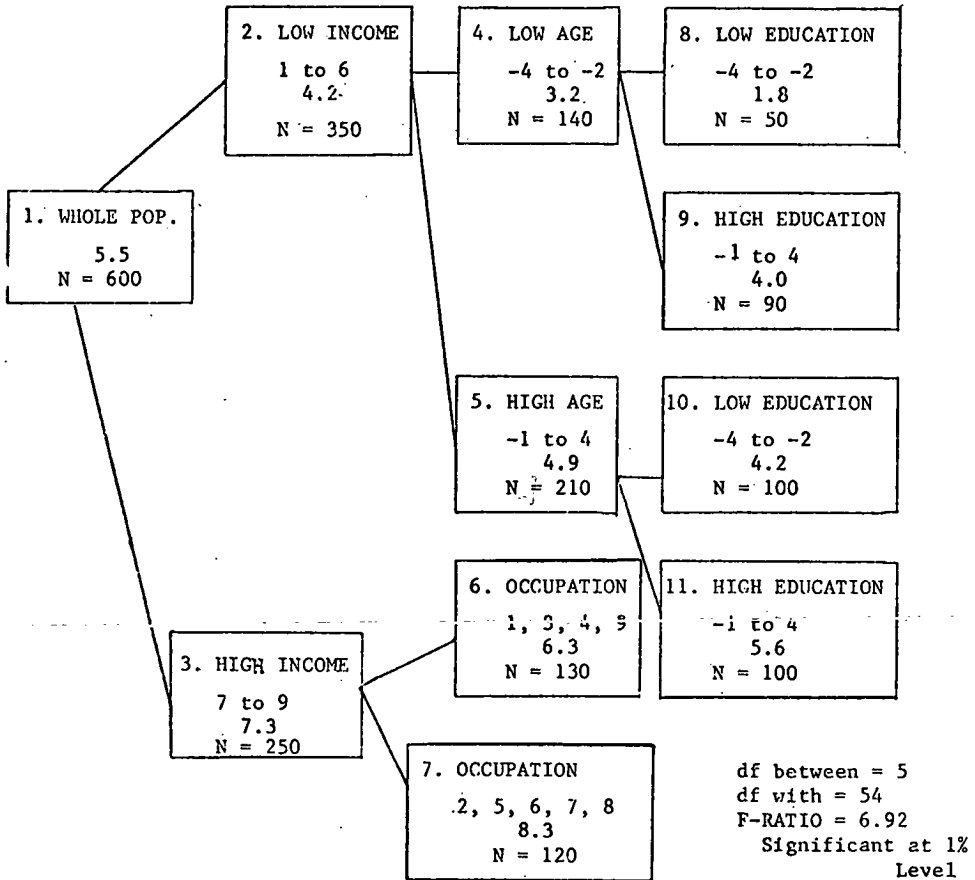 2. LOW INCOME
1 to 6
4.2
N = 350
4. LOW AGE
-4 to -2
3.2
N = 140
8. LOW EDUCATION
-4 to -2
1.8
N = 50
1. WHOLE POP.
5.5
N = 600
9. HIGH EDUCATION
-1 to 4
4.0
N = 90
5. HIGH AGE
-1 to 4
4.9
N = 210
10. LOW EDUCATION
-4 to -2
4.2
N = 100
6. OCCUPATION
1, 3, 4, 9
6.3
N = 130
11. HIGH EDUCATION
-1 to 4
5.6
N = 100
3. HIGH INCOME
7 to 9
7.3
N = 250
7. OCCUPATION
2, 5, 6, 7, 8
8.3
N = 120
df between = 5
df with = 54
F-RATIO = 6.92
Significant at 1%
Level